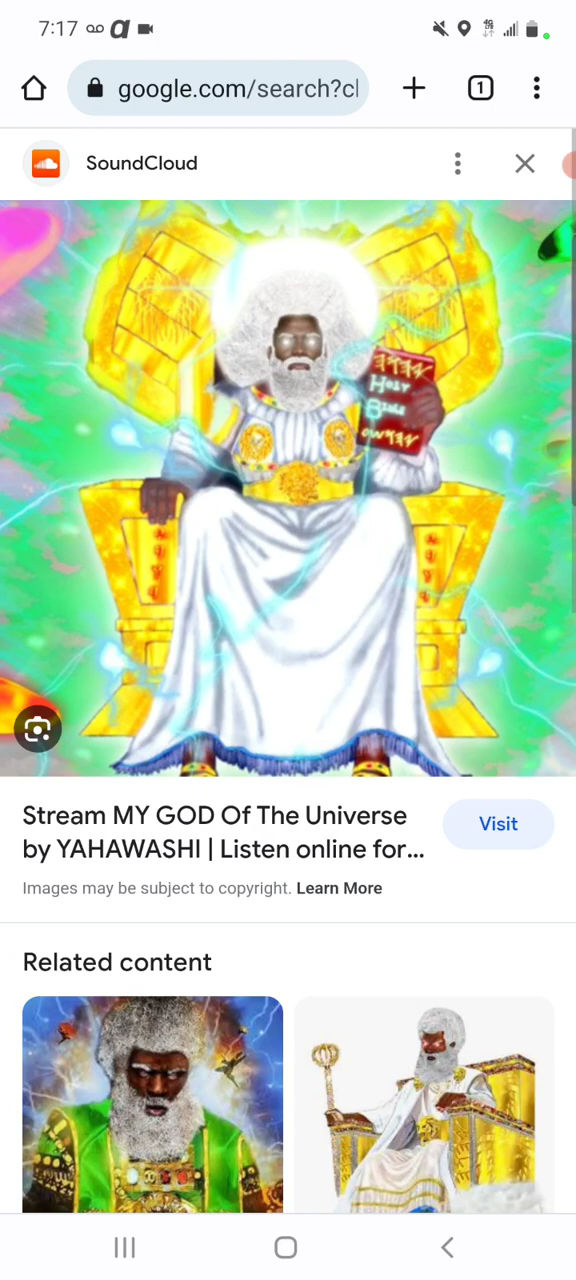 7:17
google.com/search?cl
1
SoundCloud
Holy
Bible
Stream MY GOD Of The Universe
by YAHAWASHI | Listen online for...
Visit
Images may be subject to copyright. Learn More
Related content